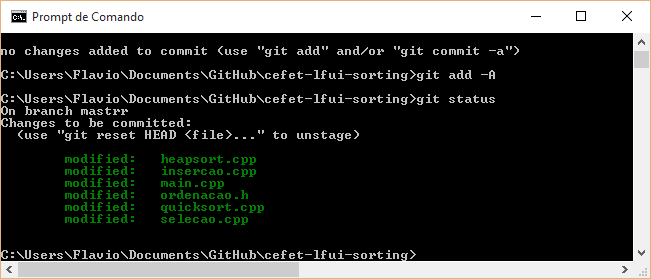 Prompt de Comando
no changes added to commit (use "git add" and/or "git commit -a")
C:\Users\Flavio\Documents\GitHub\cefet-lfui-sorting>git add -A
C:\Users\Flavio\Documents\GitHub\cefet-lfui-sorting>git status
On branch mastrr
Changes to be committed:
  (use "git reset HEAD <file>..." to unstage)
        modified:   heapsort.cpp
        modified:   insercao.cpp
        modified:   main.cpp
        modified:   ordenacao.h
        modified:   quicksort.cpp
        modified:   selecao.cpp
C:\Users\Flavio\Documents\GitHub\cefet-lfui-sorting>